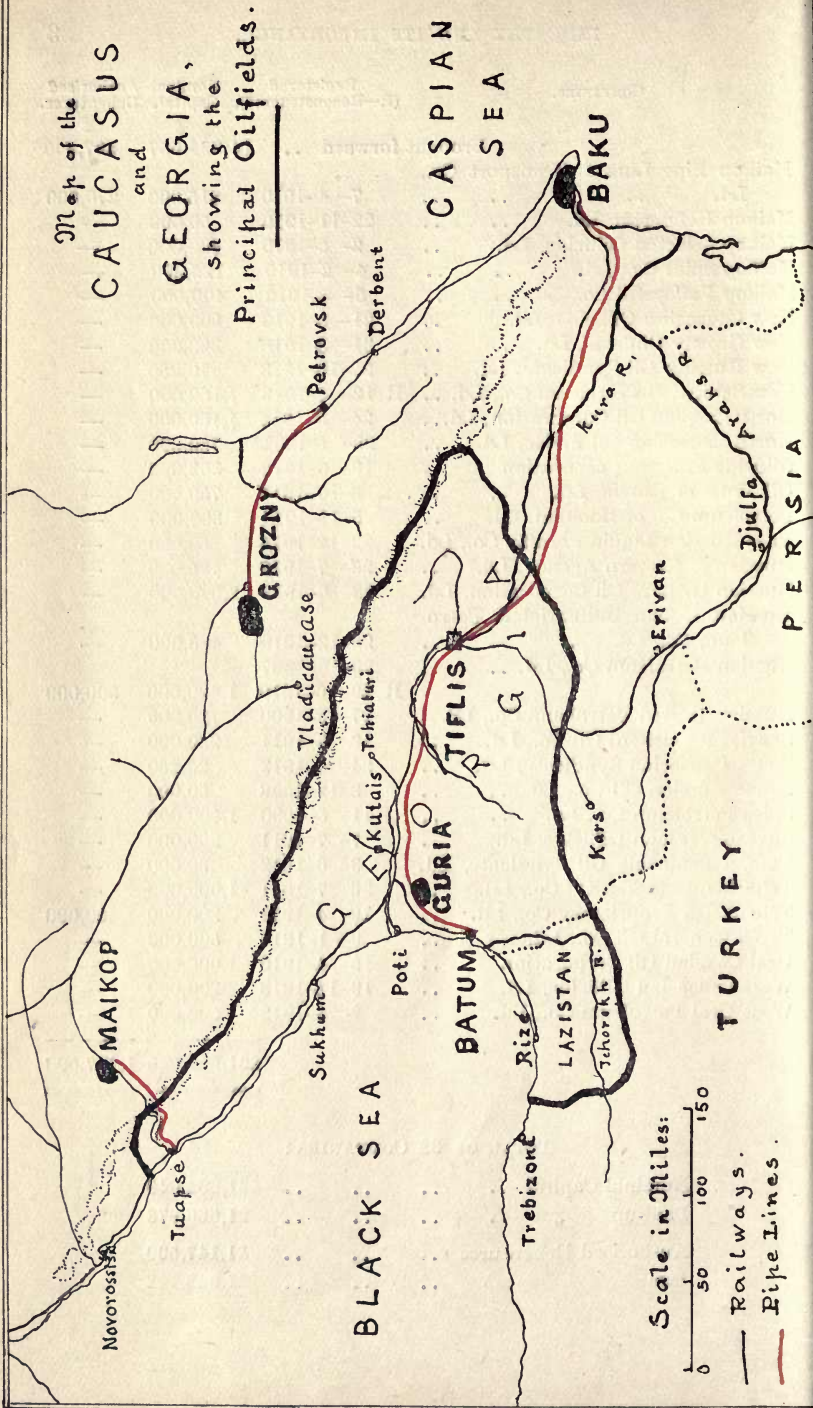 Map of the
CAUCASUS
and
GEORGIA,
showing the
Principal Oilfields.
CASPIAN
SEA
BAKU
Derbent
Petrovsk
GROZNY
Vladicaucase
MAIKOP
Novorossisk
Tuapse
Sukhum
Kutais
Tchiaturi
Poti
GURIA
TIFLIS
BATUM
GEORGIA
Kura R.
Araks R.
Djulfa
Erivan
Kars
PERSIA
TURKEY
LAZISTAN
Tchorokh R.
Rize
Trebizond
BLACK SEA
Scale in Miles:
0 50 100 150
Railways.
Pipe Lines.